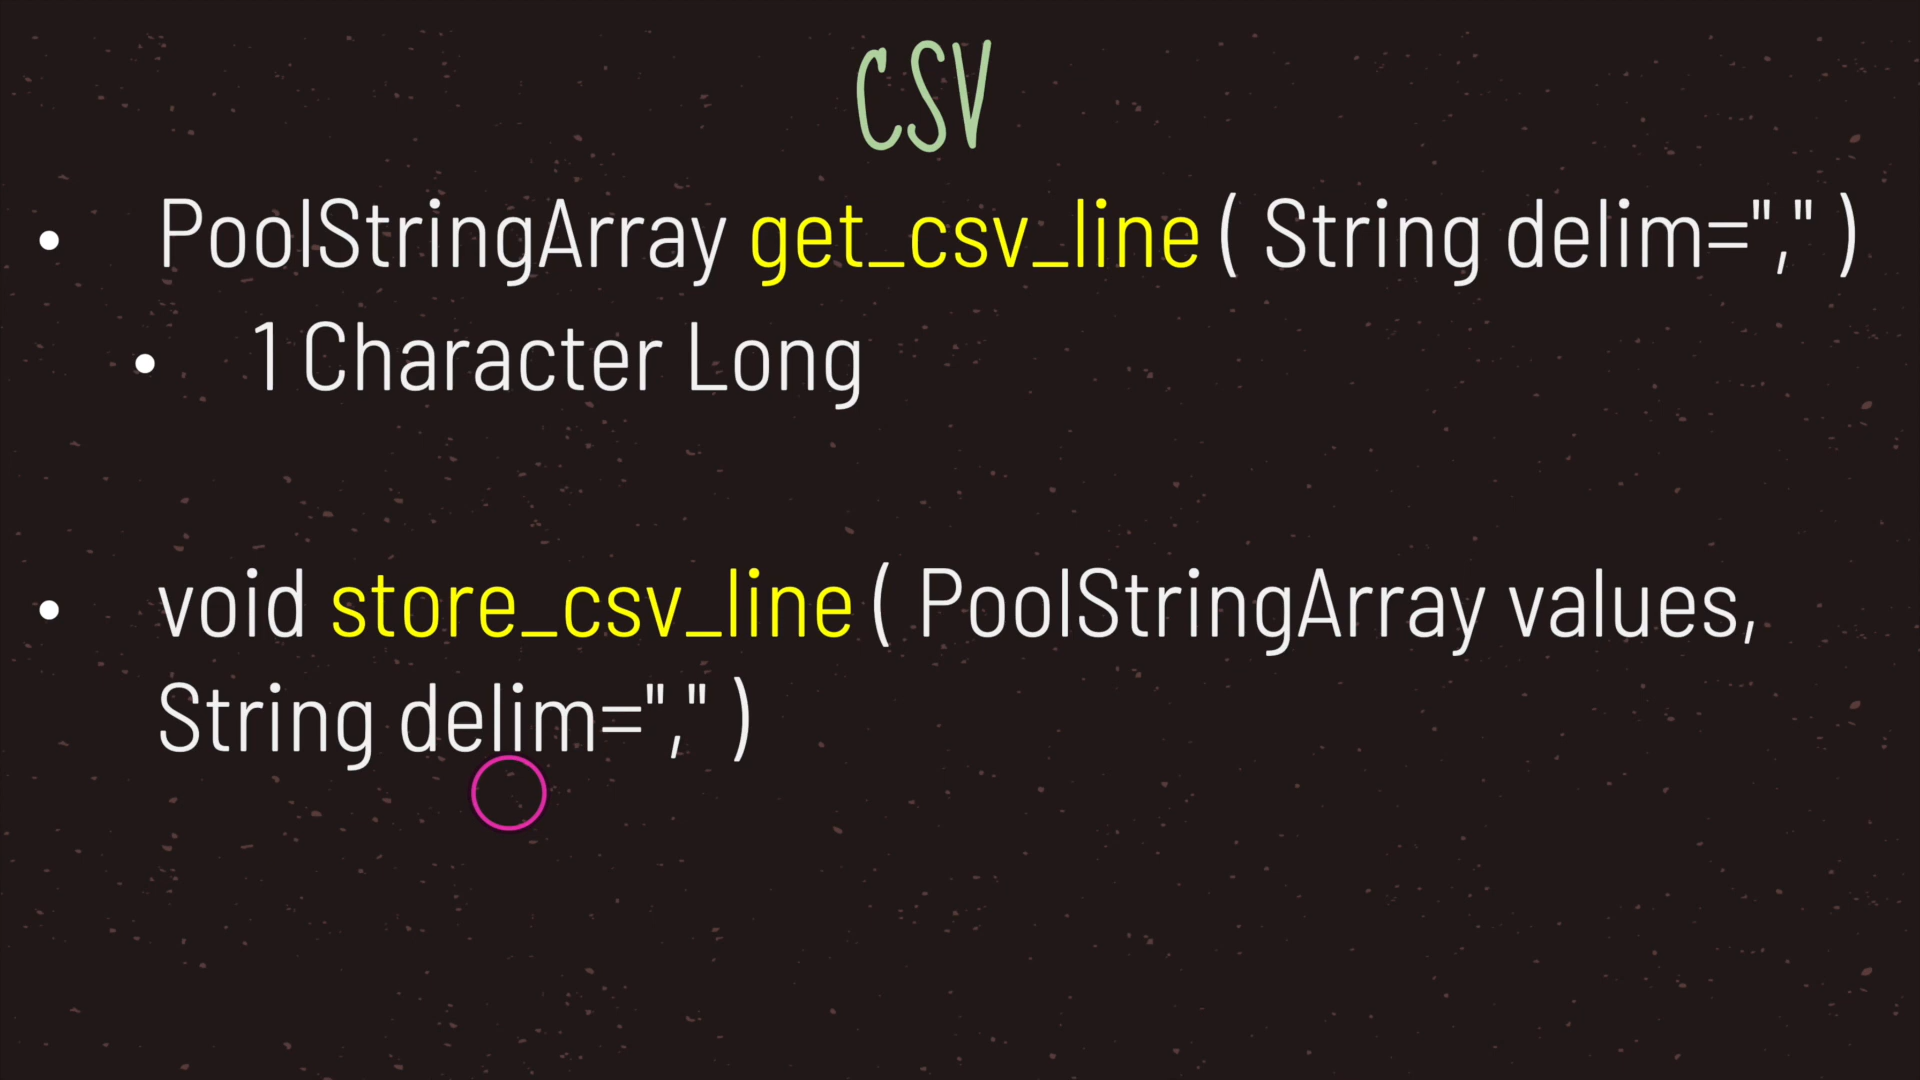 CSV
• PoolStringArray get_csv_line ( String delim="," )
• 1 Character Long
• void store_csv_line ( PoolStringArray values,
String delim="," )